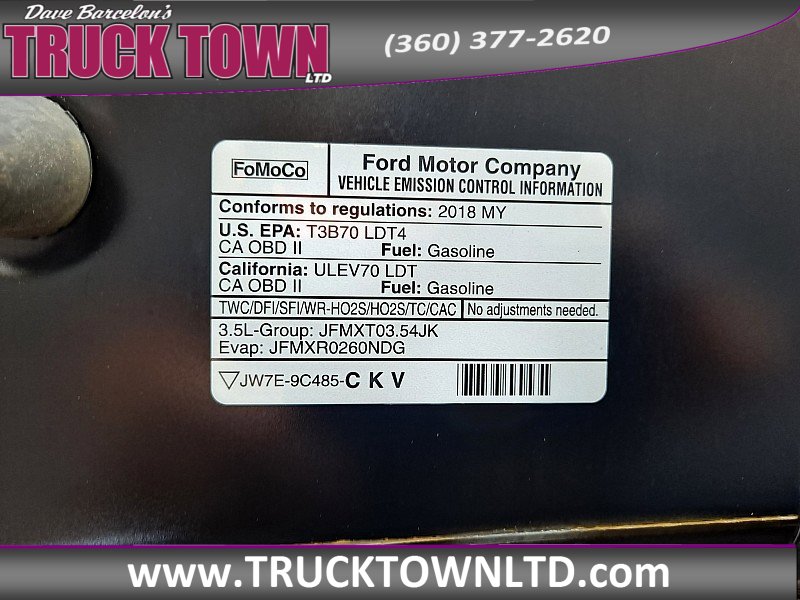 Dave Barcelon's
TRUCK TOWN LTD
(360) 377-2620
FoMoCo
Ford Motor Company
VEHICLE EMISSION CONTROL INFORMATION
Conforms to regulations: 2018 MY
U.S. EPA: T3B70 LDT4
CA OBD II Fuel: Gasoline
California: ULEV70 LDT
CA OBD II Fuel: Gasoline
TWC/DFI/SFI/WR-HO2S/HO2S/TC/CAC No adjustments needed.
3.5L-Group: JFMXT03.54JK
Evap: JFMXR0260NDG
JW7E-9C485-C K V
www.TRUCKTOWNLTD.com